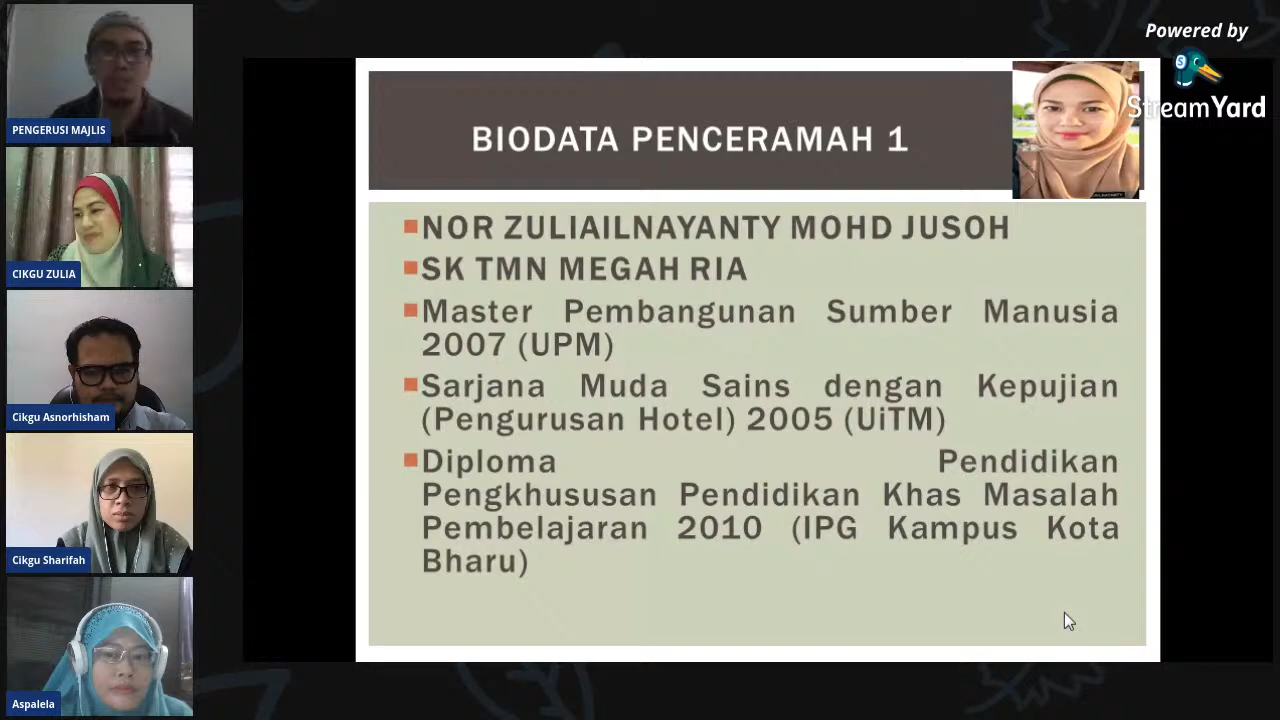 PENGERUSI MAJLIS
CIKGU ZULIA
Cikgu Asnorhisham
Cikgu Sharifah
Aspalela
BIODATA PENCERAMAH 1
NOR ZULIAILNAYANTY MOHD JUSOH
SK TMN MEGAH RIA
Master Pembangunan Sumber Manusia
2007 (UPM)
Sarjana Muda Sains dengan Kepujian
(Pengurusan Hotel) 2005 (UiTM)
Diploma Pendidikan
Pengkhususan Pendidikan Khas Masalah
Pembelajaran 2010 (IPG Kampus Kota
Bharu)
Powered by
StreamYard